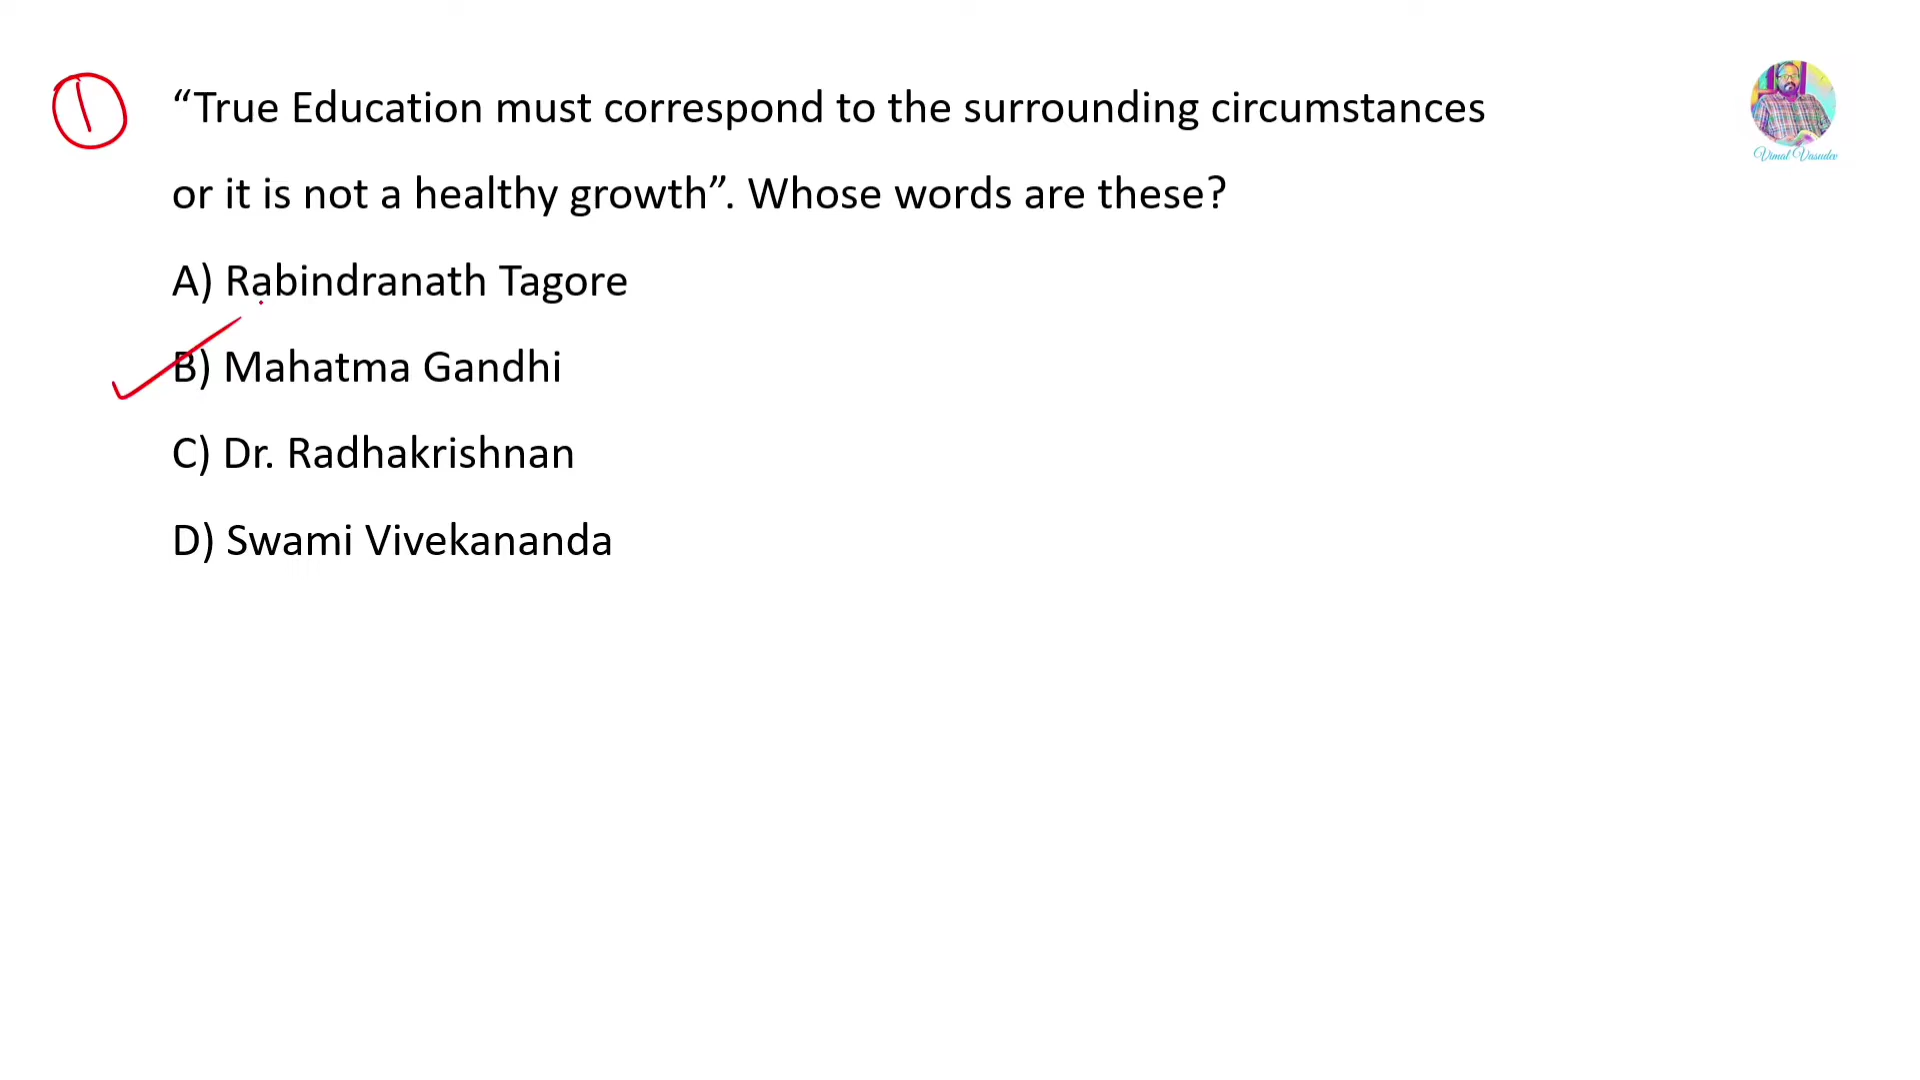 1
“True Education must correspond to the surrounding circumstances
or it is not a healthy growth”. Whose words are these?
A) Rabindranath Tagore
B) Mahatma Gandhi
C) Dr. Radhakrishnan
D) Swami Vivekananda
Vimal Vasudev